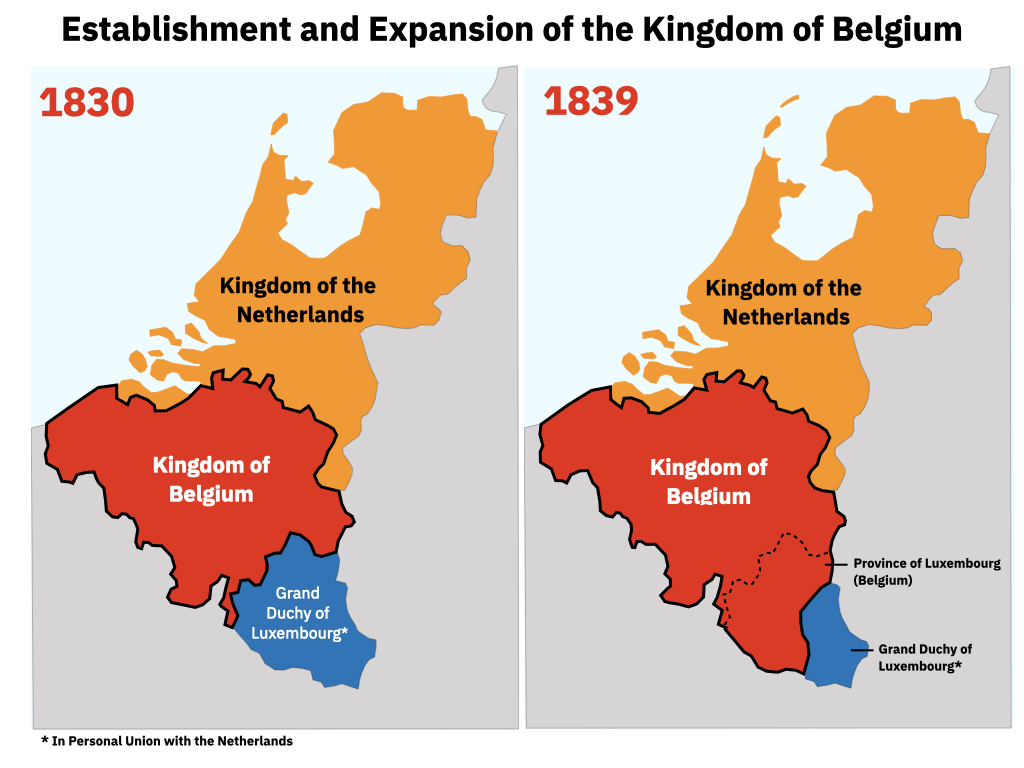 Establishment and Expansion of the Kingdom of Belgium
1830
1839
Kingdom of the
Netherlands
Kingdom of
Belgium
Grand
Duchy of
Luxembourg*
Kingdom of the
Netherlands
Kingdom of
Belgium
Province of Luxembourg
(Belgium)
Grand Duchy of
Luxembourg*
* In Personal Union with the Netherlands